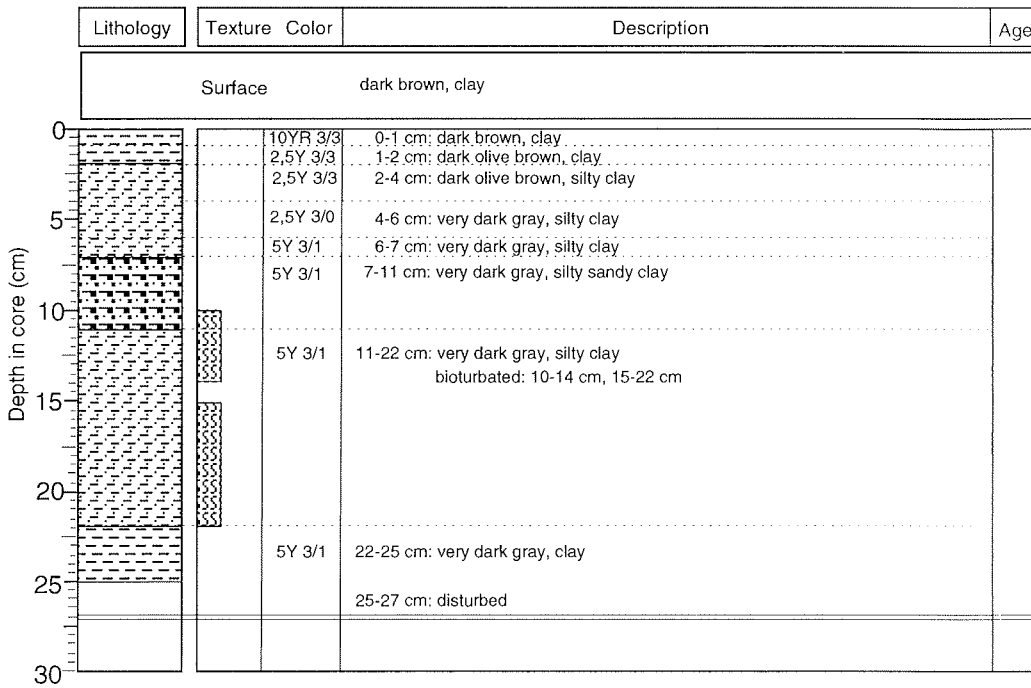 Lithology Texture Color Description Age
Surface dark brown, clay
0 10YR 3/3 0-1 cm: dark brown, clay
2,5Y 3/3 1-2 cm: dark olive brown, clay
2,5Y 3/3 2-4 cm: dark olive brown, silty clay
5 2,5Y 3/0 4-6 cm: very dark gray, silty clay
5Y 3/1 6-7 cm: very dark gray, silty clay
5Y 3/1 7-11 cm: very dark gray, silty sandy clay
10
5Y 3/1 11-22 cm: very dark gray, silty clay
bioturbated: 10-14 cm, 15-22 cm
15
20
5Y 3/1 22-25 cm: very dark gray, clay
25
25-27 cm: disturbed
30
Depth in core (cm)